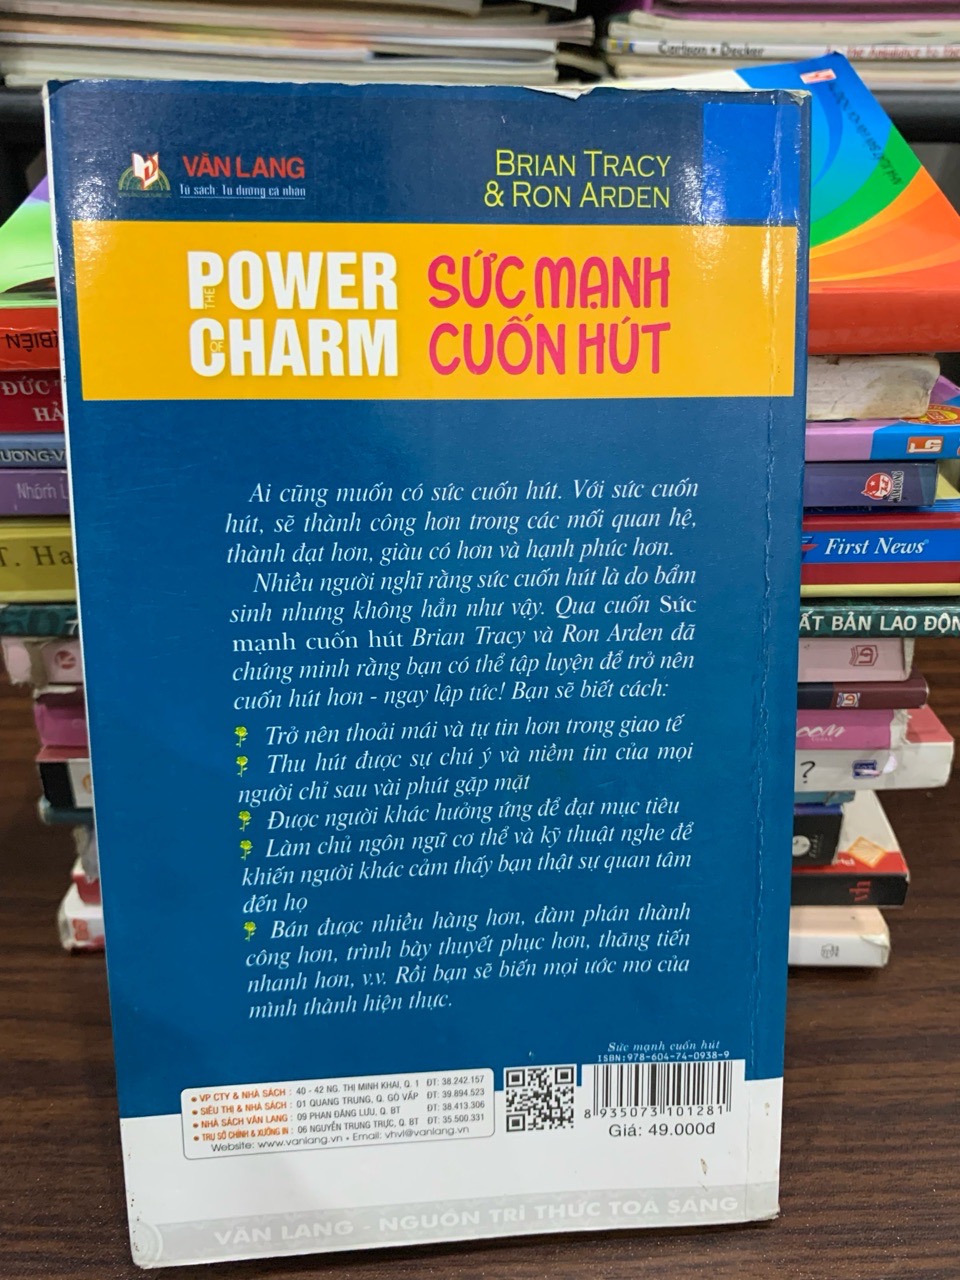 Carlson • Decker
VĂN LANG
Tủ sách Tu dưỡng cá nhân
BRIAN TRACY
& RON ARDEN
THE POWER
OF CHARM
SỨC MẠNH
CUỐN HÚT
Ai cũng muốn có sức cuốn hút. Với sức cuốn
hút, sẽ thành công hơn trong các mối quan hệ,
thành đạt hơn, giàu có hơn và hạnh phúc hơn.
Nhiều người nghĩ rằng sức cuốn hút là do bẩm
sinh nhưng không hẳn như vậy. Qua cuốn Sức
mạnh cuốn hút Brian Tracy và Ron Arden đã
chứng minh rằng bạn có thể tập luyện để trở nên
cuốn hút hơn - ngay lập tức! Bạn sẽ biết cách:
Trở nên thoải mái và tự tin hơn trong giao tế
Thu hút được sự chú ý và niềm tin của mọi
người chỉ sau vài phút gặp mặt
Được người khác hưởng ứng để đạt mục tiêu
Làm chủ ngôn ngữ cơ thể và kỹ thuật nghe để
khiến người khác cảm thấy bạn thật sự quan tâm
đến họ
Bán được nhiều hàng hơn, đàm phán thành
công hơn, trình bày thuyết phục hơn, thăng tiến
nhanh hơn, v.v. Rồi bạn sẽ biến mọi ước mơ của
mình thành hiện thực.
Sức mạnh cuốn hút
ISBN:978-604-74-0938-9
8 935073 101281
Giá: 49.000đ
• VP CTY & NHÀ SÁCH : 40 - 42 NG. THỊ MINH KHAI, Q. 1 ĐT: 38.242.157
• SIÊU THỊ & NHÀ SÁCH : 01 QUANG TRUNG, Q. GÒ VẤP ĐT: 39.894.523
• NHÀ SÁCH VĂN LANG : 09 PHAN ĐĂNG LƯU, Q. BT ĐT: 38.413.306
• TRỤ SỞ CHÍNH & XƯỞNG IN : 06 NGUYỄN TRUNG TRỰC, Q. BT ĐT: 35.500.331
Website: www.vanlang.vn • Email: vhvl@vanlang.vn
VĂN LANG - NGUỒN TRI THỨC TỎA SÁNG
BIÊN
ĐỨC
HÀ
ƯƠNG-V
Nhóm
T. Ha
First News
ẤT BẢN LAO ĐỘN
?